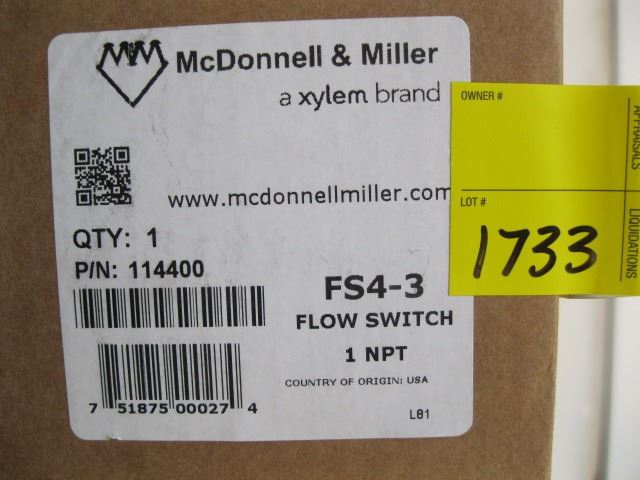 McDonnell & Miller
a xylem brand
www.mcdonnellmiller.com
QTY: 1
P/N: 114400
FS4-3
FLOW SWITCH
1 NPT
COUNTRY OF ORIGIN: USA
7 51875 00027 4
L81
OWNER #
LOT #
1733
APPRAISALS
LIQUIDATIONS